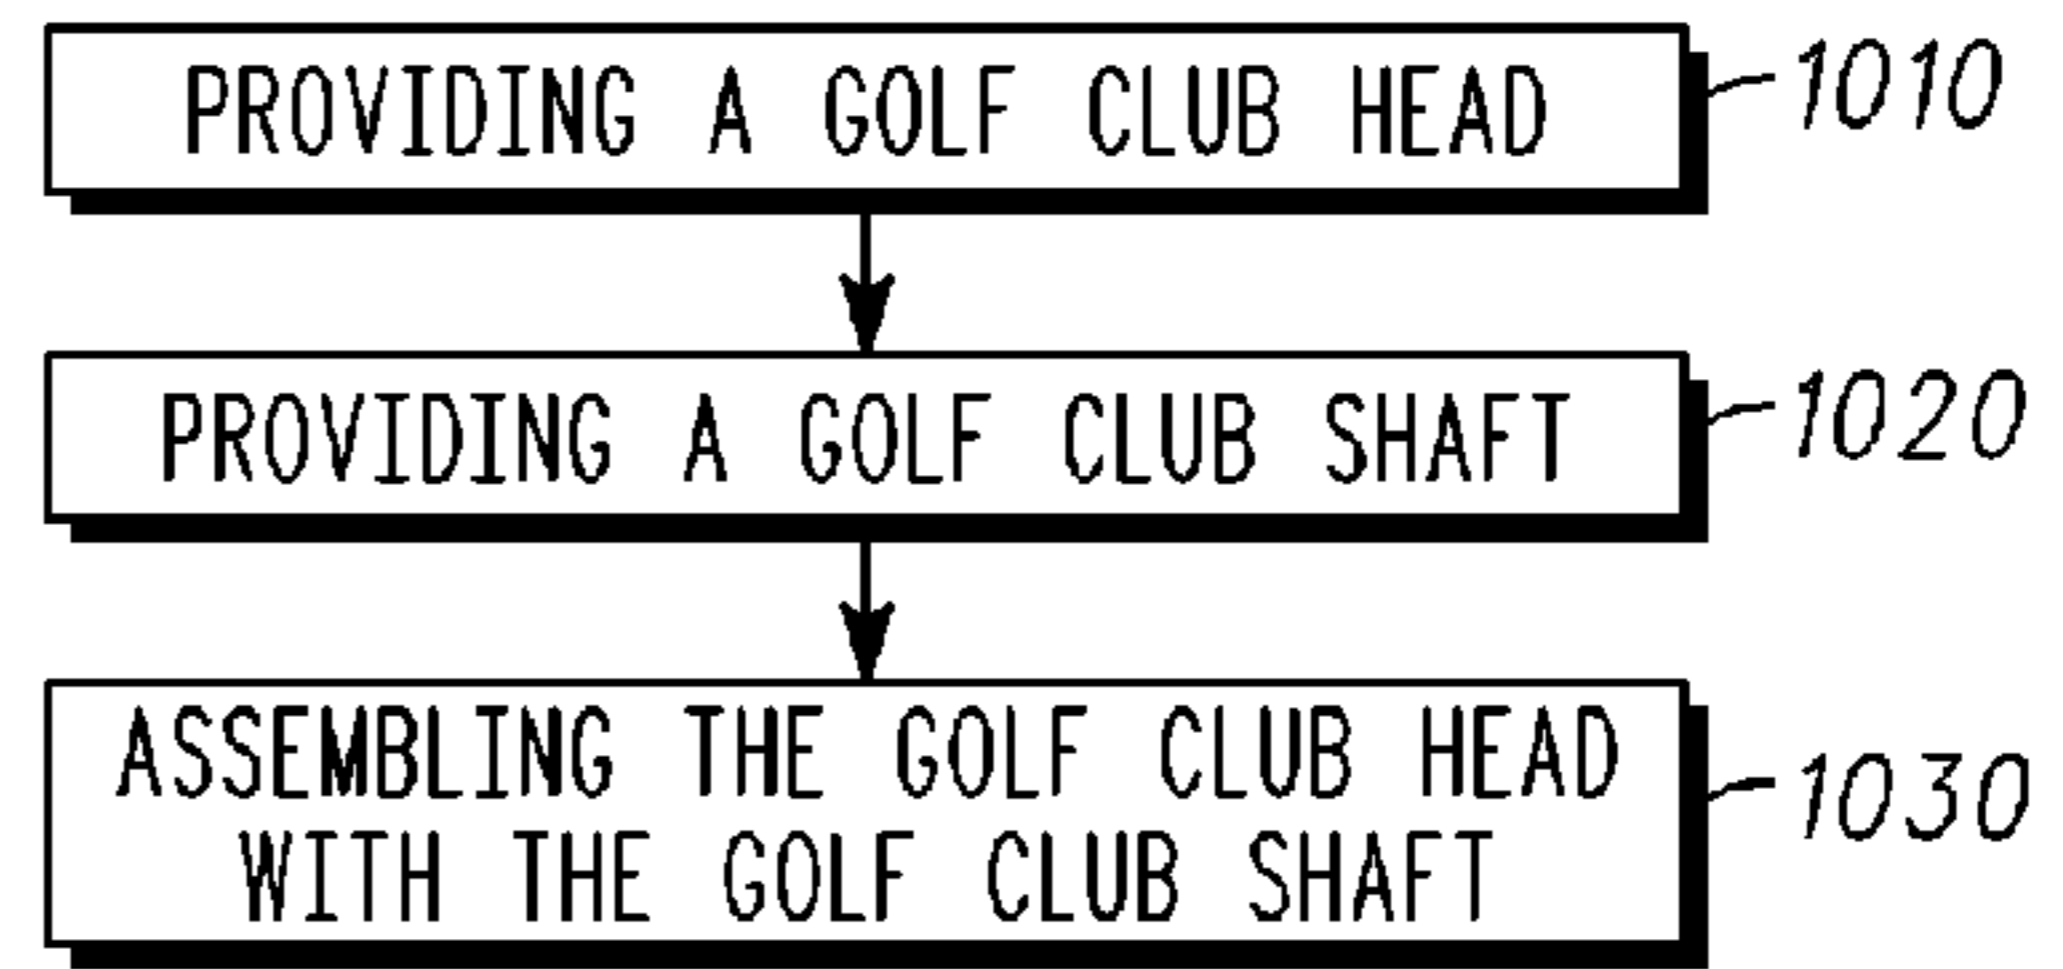 PROVIDING A GOLF CLUB HEAD
1010
PROVIDING A GOLF CLUB SHAFT
1020
ASSEMBLING THE GOLF CLUB HEAD
WITH THE GOLF CLUB SHAFT
1030